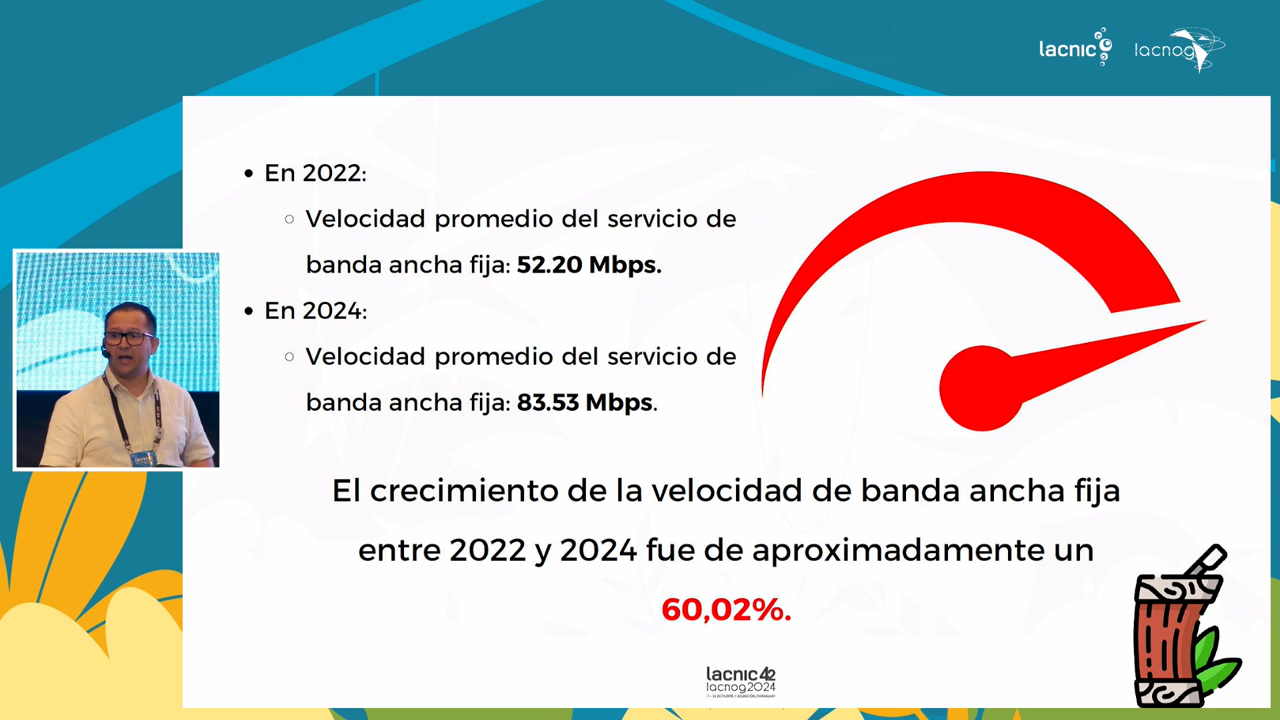 lacnic
lacnog
• En 2022:
○ Velocidad promedio del servicio de
banda ancha fija: 52.20 Mbps.
• En 2024:
○ Velocidad promedio del servicio de
banda ancha fija: 83.53 Mbps.
El crecimiento de la velocidad de banda ancha fija
entre 2022 y 2024 fue de aproximadamente un
60,02%.
lacnic 42
lacnog2024